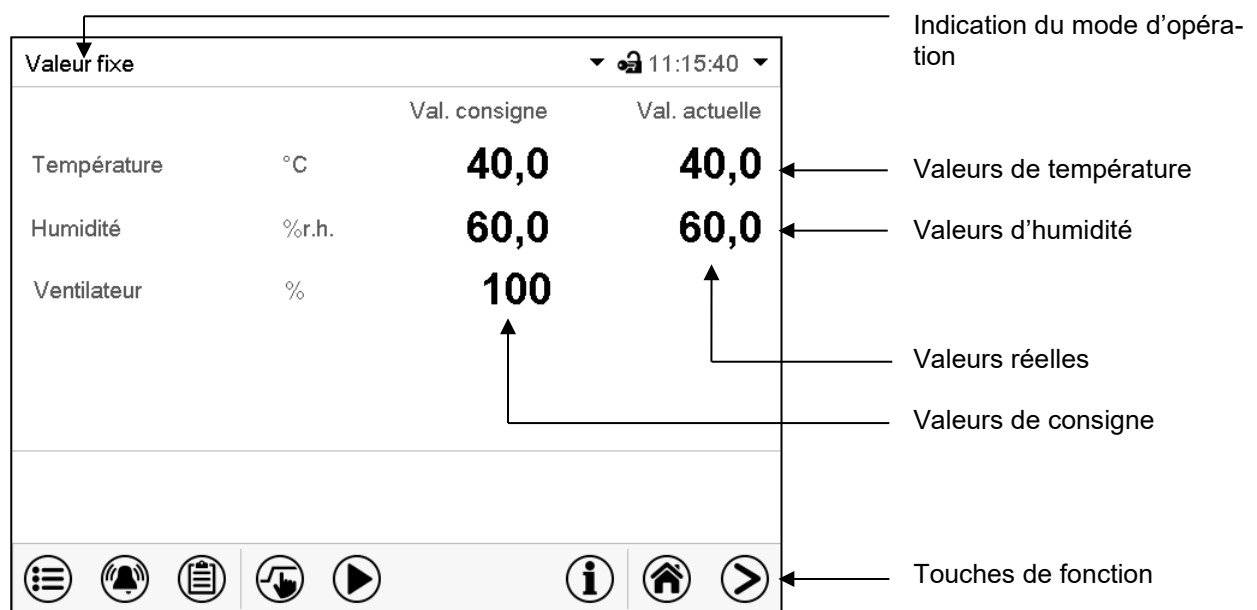 Indication du mode d'opéra-
tion
Valeur fixe 11:15:40
Val. consigne Val. actuelle
Température °C 40,0 40,0
Valeurs de température
Humidité %r.h. 60,0 60,0
Valeurs d'humidité
Ventilateur % 100
Valeurs réelles
Valeurs de consigne
Touches de fonction